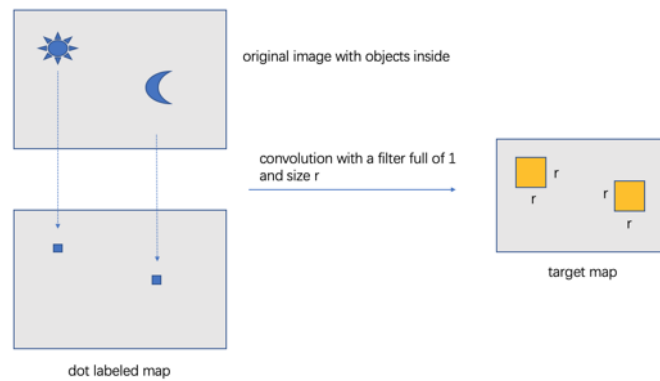 original image with objects inside
convolution with a filter full of 1
and size r
r
r
r
r
target map
dot labeled map